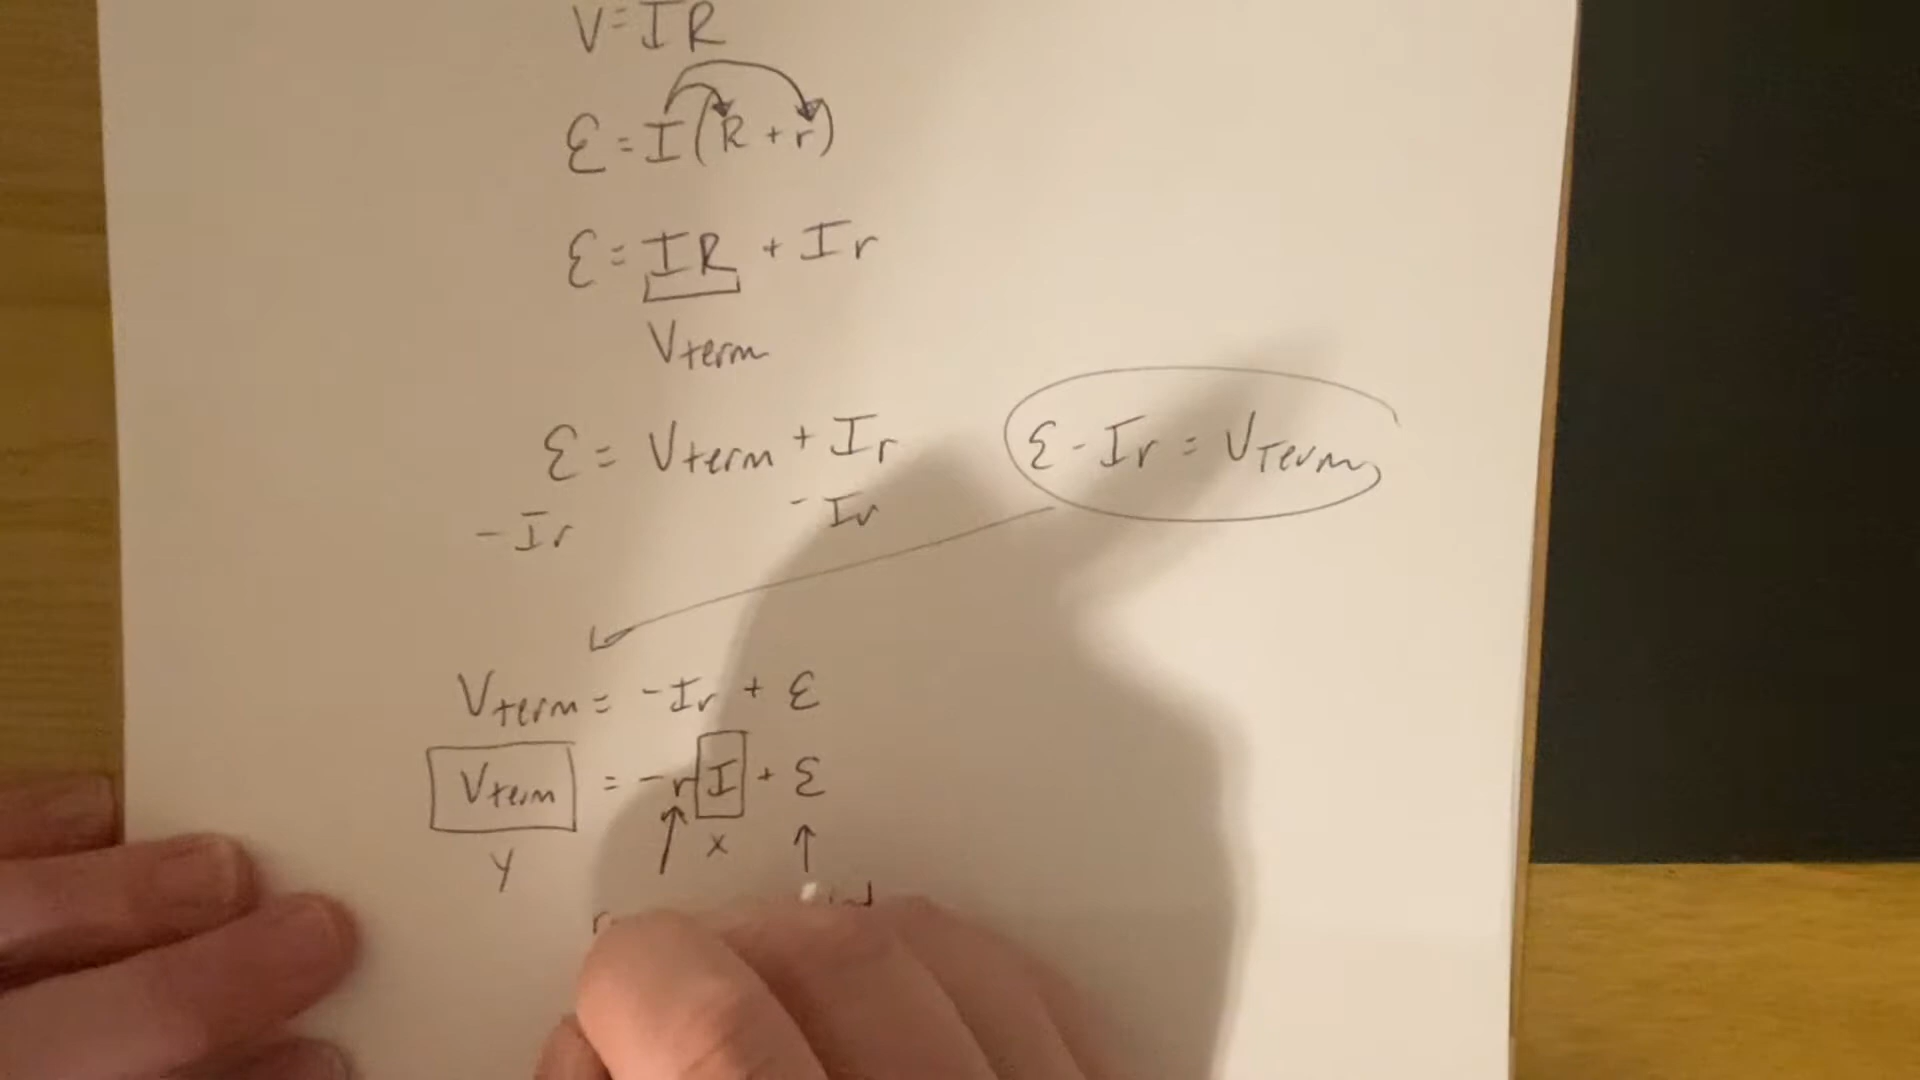 V=IR
Ɛ=I(R+r)
Ɛ=IR+Ir
Vterm
Ɛ=Vterm+Ir
Ɛ-Ir=VTerm
-Ir -Ir
Vterm=-Ir+Ɛ
Vterm=-rI+Ɛ
y x